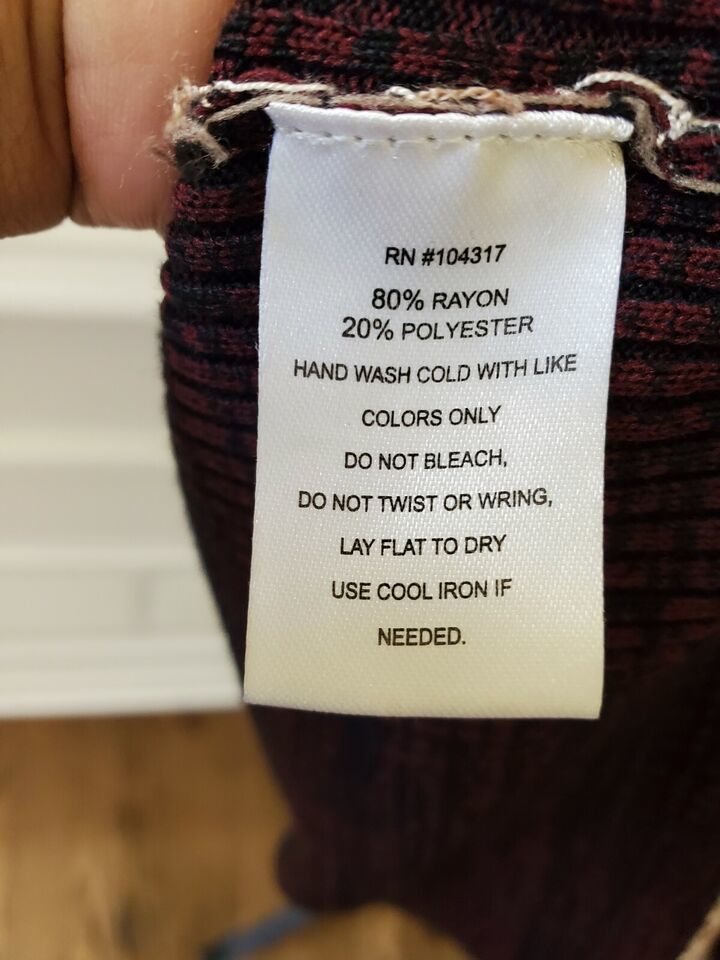 RN #104317
80% RAYON
20% POLYESTER
HAND WASH COLD WITH LIKE
COLORS ONLY
DO NOT BLEACH,
DO NOT TWIST OR WRING,
LAY FLAT TO DRY
USE COOL IRON IF
NEEDED.